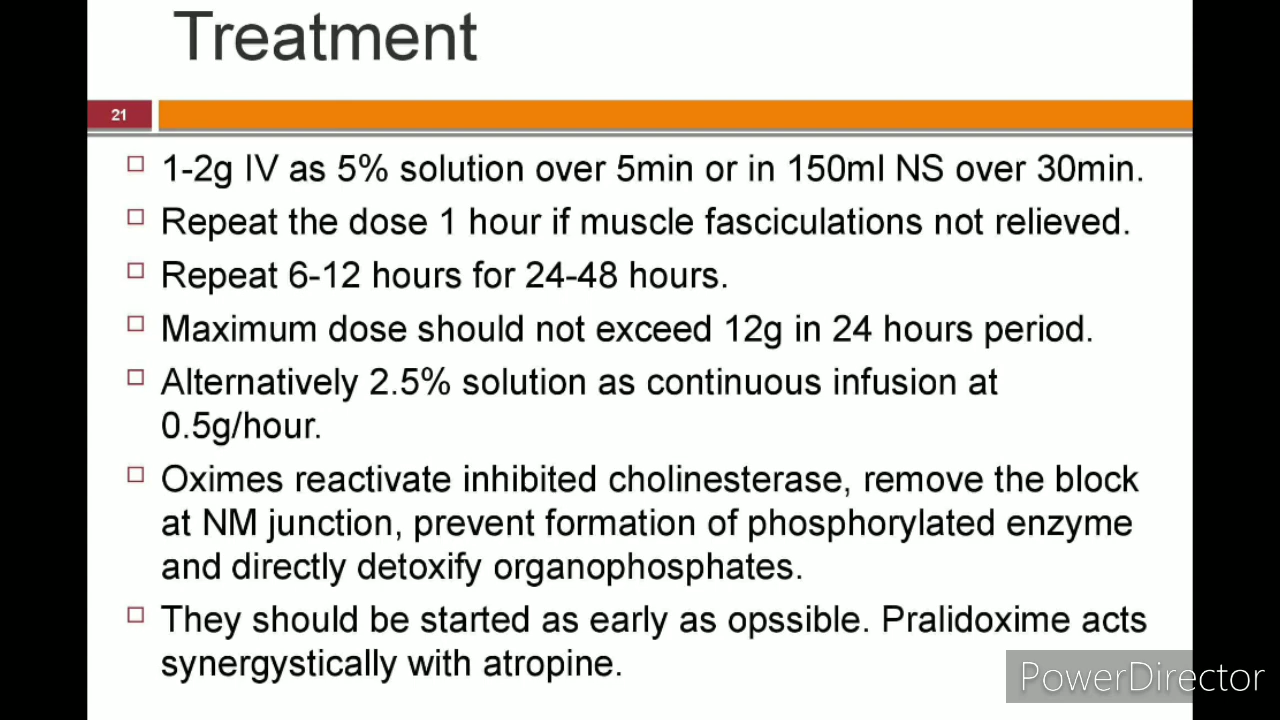 Treatment
21
1-2g IV as 5% solution over 5min or in 150ml NS over 30min.
Repeat the dose 1 hour if muscle fasciculations not relieved.
Repeat 6-12 hours for 24-48 hours.
Maximum dose should not exceed 12g in 24 hours period.
Alternatively 2.5% solution as continuous infusion at
0.5g/hour.
Oximes reactivate inhibited cholinesterase, remove the block
at NM junction, prevent formation of phosphorylated enzyme
and directly detoxify organophosphates.
They should be started as early as opssible. Pralidoxime acts
synergystically with atropine.
PowerDirector